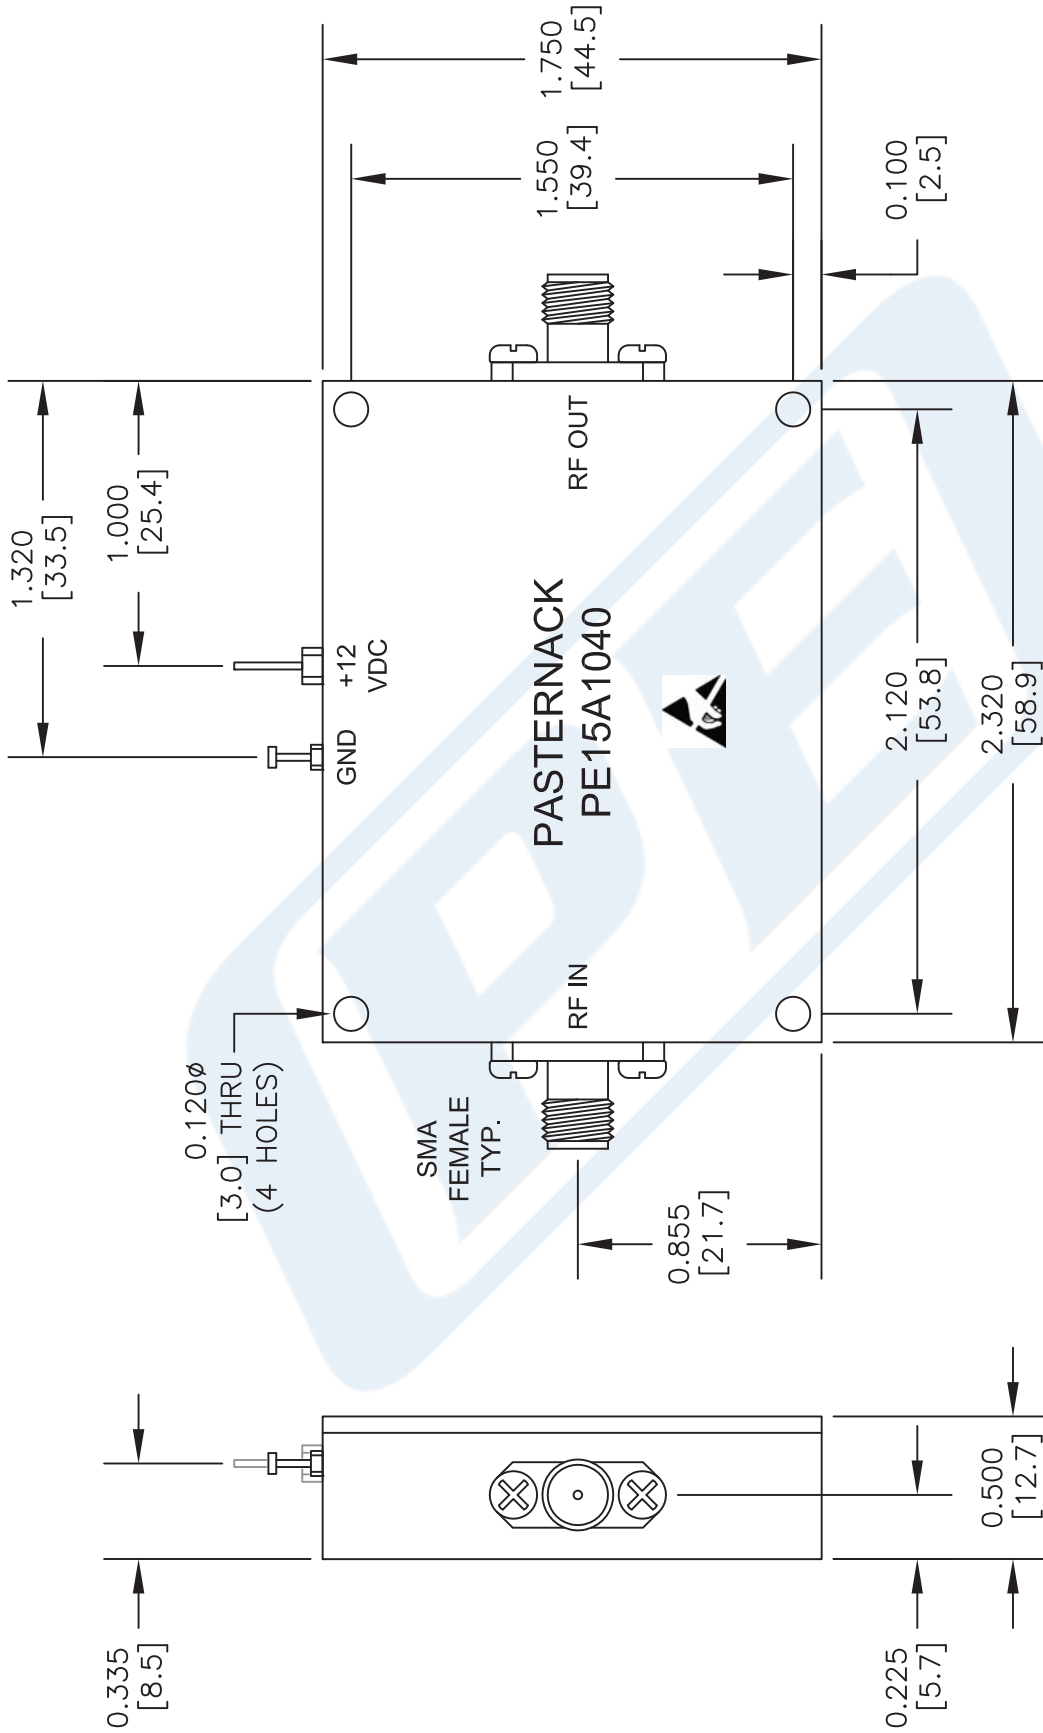 1.320
[33.5]
1.000
[25.4]
1.750
[44.5]
1.550
[39.4]
0.100
[2.5]
0.120ø
[3.0] THRU
(4 HOLES)
GND
+12
VDC
SMA
FEMALE
TYP.
RF IN
RF OUT
PASTERNACK
PE15A1040
0.855
[21.7]
2.120
[53.8]
2.320
[58.9]
0.335
[8.5]
0.225
[5.7]
0.500
[12.7]
PE